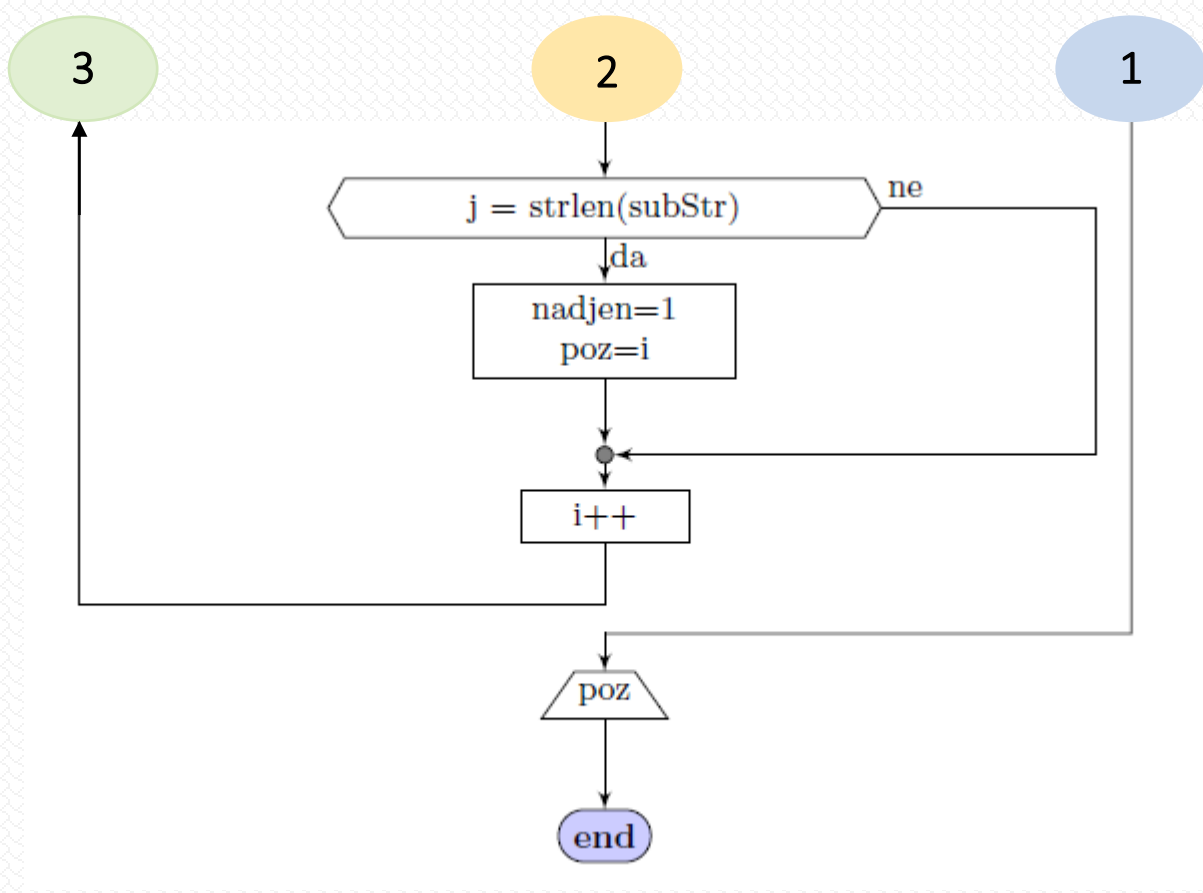 3
2
1
j = strlen(subStr)
ne
da
nadjen=1
poz=i
i++
poz
end